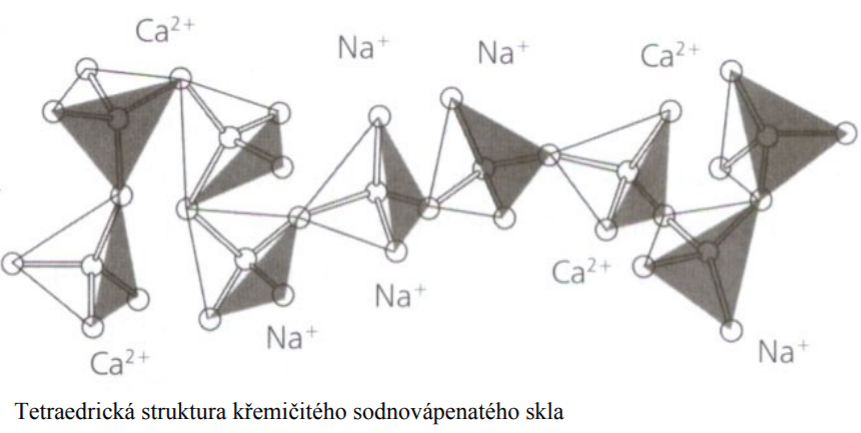 Ca²⁺
Na⁺
Na⁺
Ca²⁺
Ca²⁺
Na⁺
Na⁺
Ca²⁺
Na⁺
Tetraedrická struktura křemičitého sodnovápenatého skla